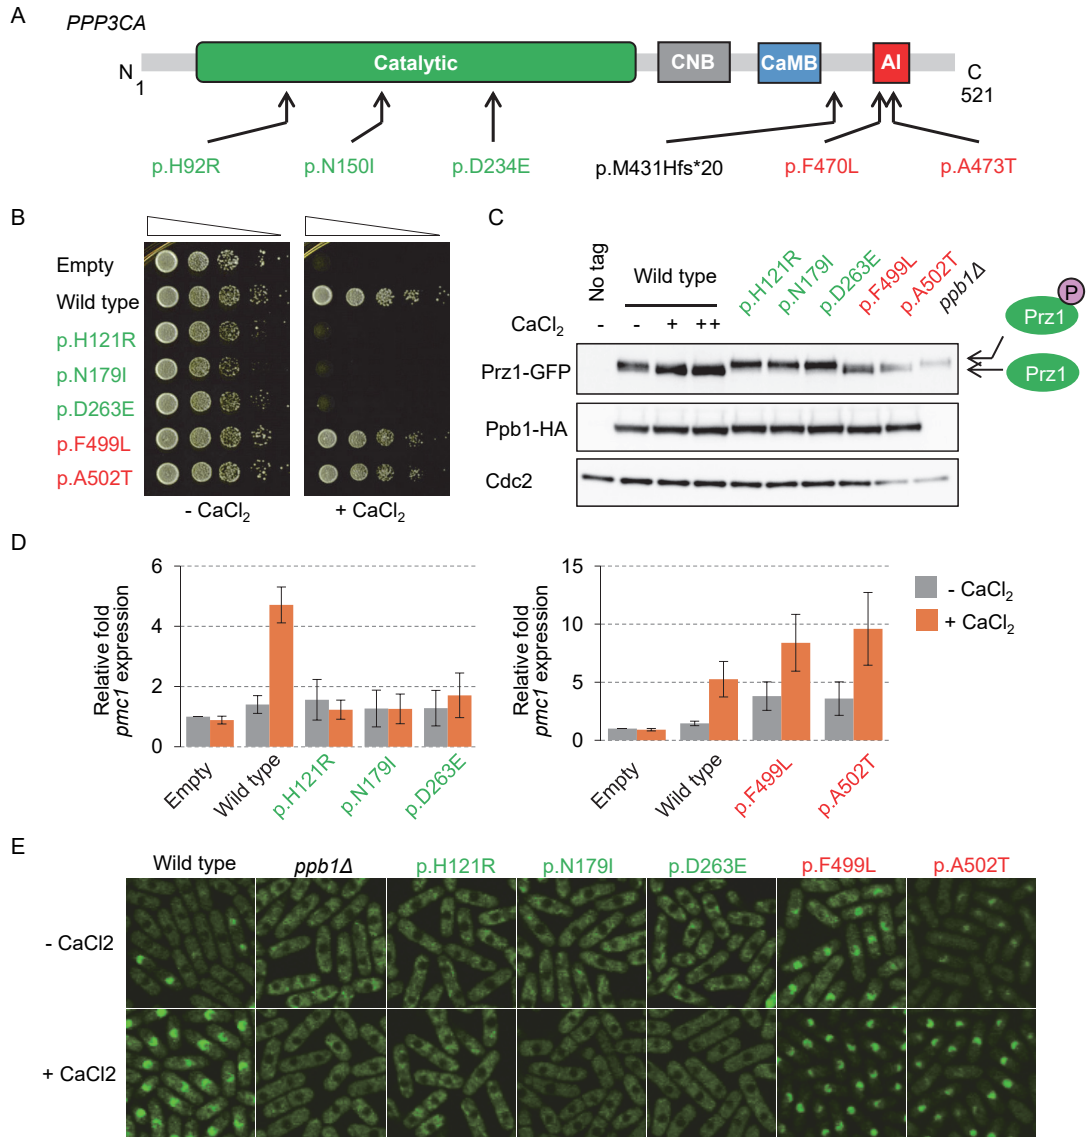 A
PPP3CA
Catalytic
CNB
CaMB
AI
N
1
C
521
p.H92R
p.N150I
p.D234E
p.M431Hfs*20
p.F470L
p.A473T
B
Empty
Wild type
p.H121R
p.N179I
p.D263E
p.F499L
p.A502T
- CaCl2
+ CaCl2
C
No tag
Wild type
p.H121R
p.N179I
p.D263E
p.F499L
p.A502T
ppb1Δ
CaCl2
-
-
+
++
Prz1-GFP
Ppb1-HA
Cdc2
P
Prz1
Prz1
D
Relative fold
pmc1 expression
6
4
2
0
Empty
Wild type
p.H121R
p.N179I
p.D263E
Relative fold
pmc1 expression
15
10
5
0
Empty
Wild type
p.F499L
p.A502T
- CaCl2
+ CaCl2
E
Wild type
ppb1Δ
p.H121R
p.N179I
p.D263E
p.F499L
p.A502T
- CaCl2
+ CaCl2